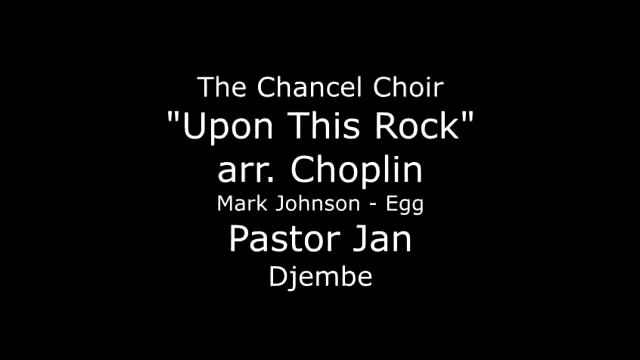 The Chancel Choir
"Upon This Rock"
arr. Choplin
Mark Johnson - Egg
Pastor Jan
Djembe